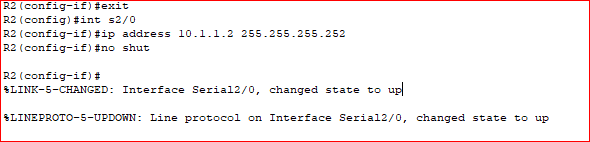 R2(config-if)#exit
R2(config)#int s2/0
R2(config-if)#ip address 10.1.1.2 255.255.255.252
R2(config-if)#no shut
R2(config-if)#
%LINK-5-CHANGED: Interface Serial2/0, changed state to up
%LINEPROTO-5-UPDOWN: Line protocol on Interface Serial2/0, changed state to up